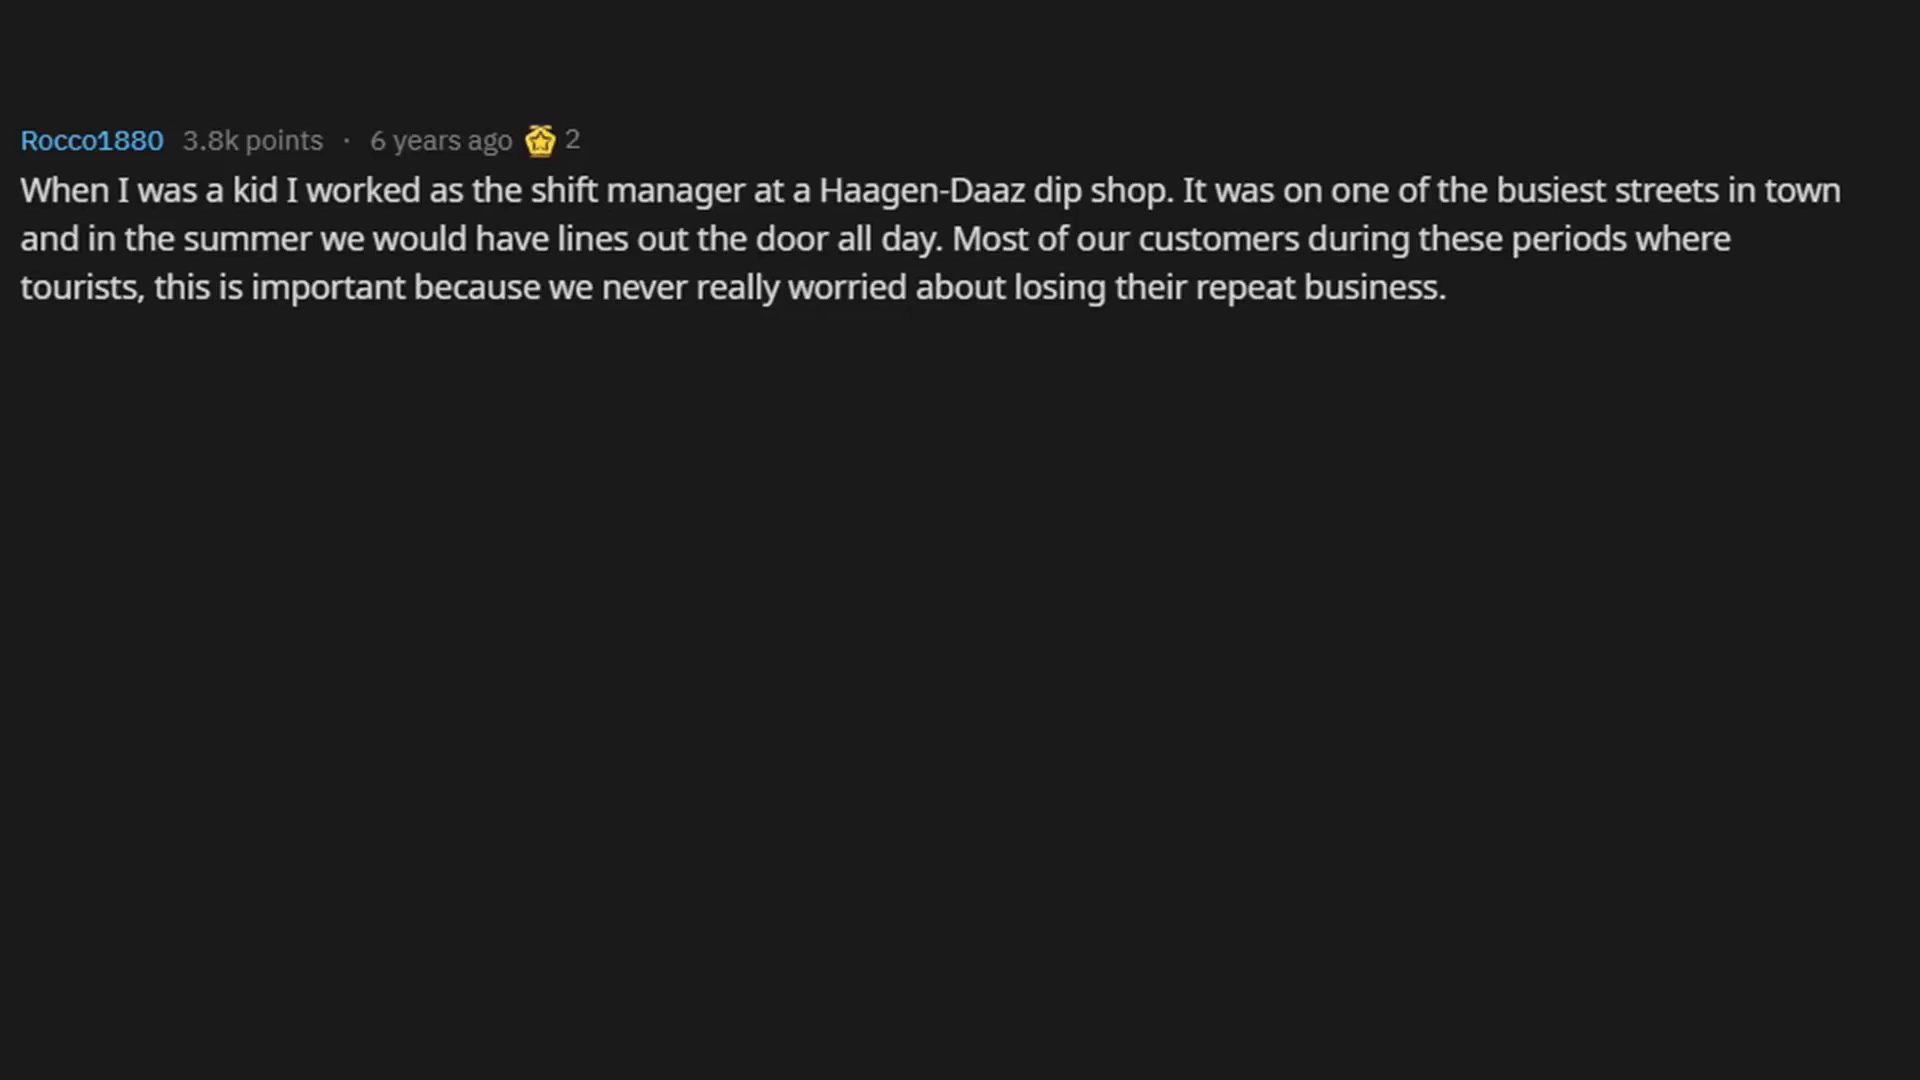 Rocco1880 3.8k points · 6 years ago 2
When I was a kid I worked as the shift manager at a Haagen-Daaz dip shop. It was on one of the busiest streets in town
and in the summer we would have lines out the door all day. Most of our customers during these periods where
tourists, this is important because we never really worried about losing their repeat business.